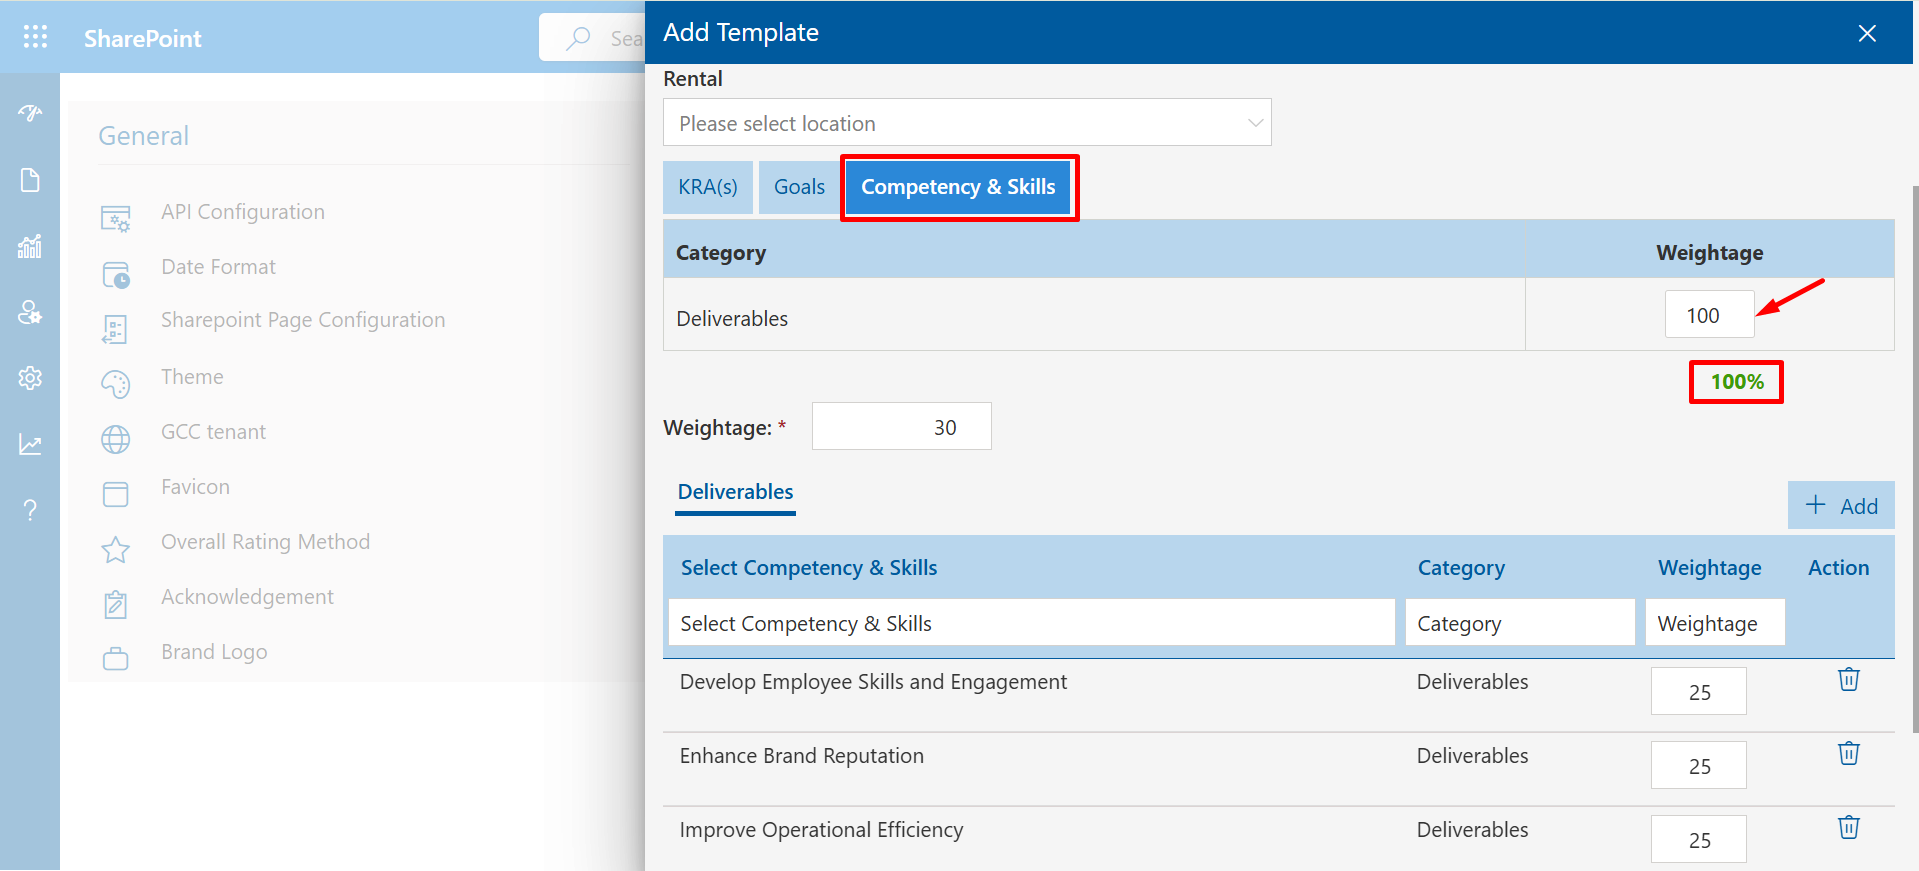 SharePoint
Sea
General
API Configuration
Date Format
Sharepoint Page Configuration
Theme
GCC tenant
Favicon
Overall Rating Method
Acknowledgement
Brand Logo
Add Template
Rental
Please select location
KRA(s) Goals Competency & Skills
Category Weightage
Deliverables 100
100%
Weightage: * 30
Deliverables
+ Add
Select Competency & Skills Category Weightage Action
Select Competency & Skills Category Weightage
Develop Employee Skills and Engagement Deliverables 25
Enhance Brand Reputation Deliverables 25
Improve Operational Efficiency Deliverables 25